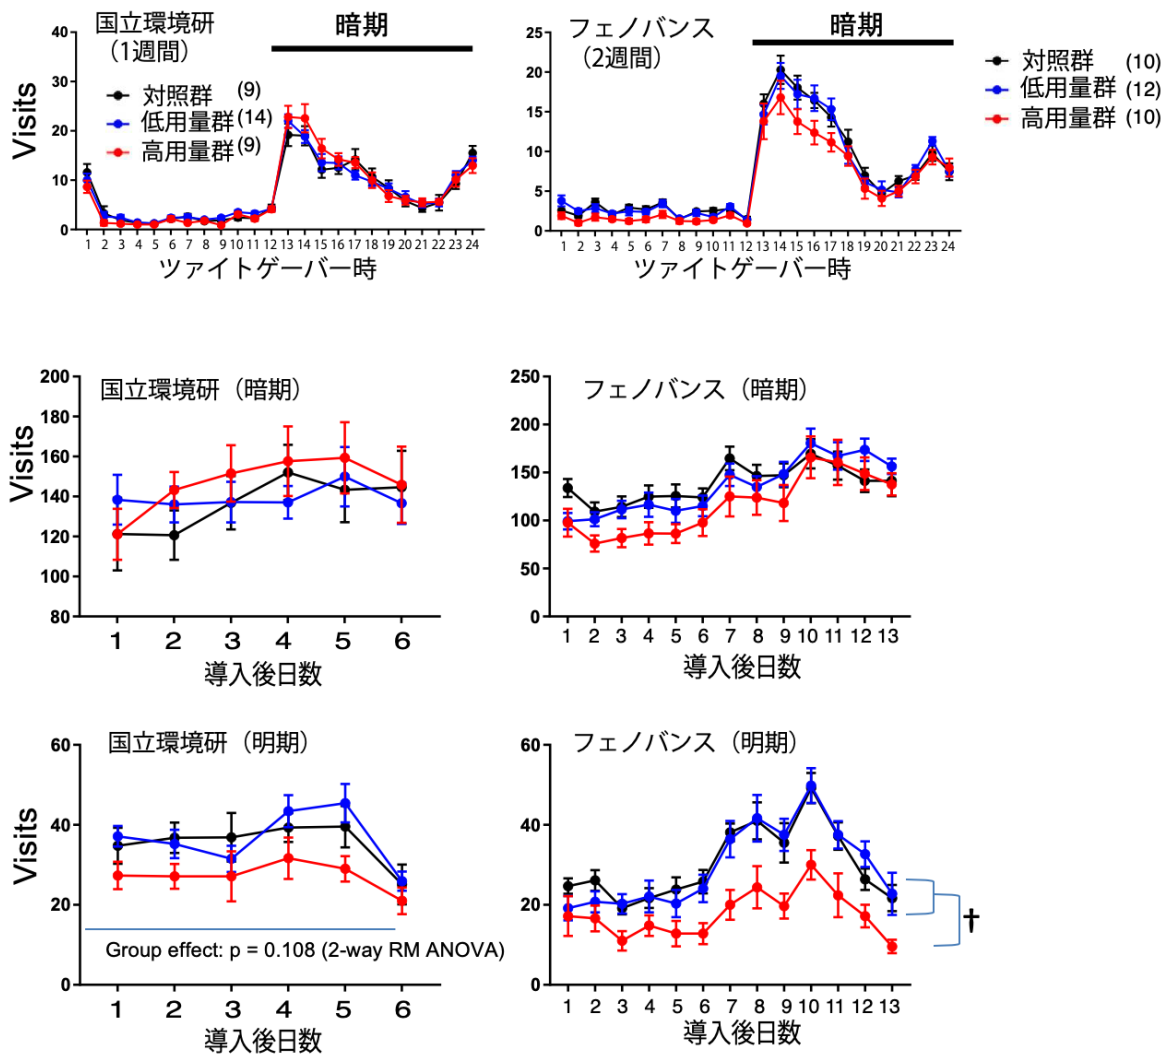 国立環境研
(1週間)
暗期
40
30
20
10
0
Visits
対照群 (9)
低用量群 (14)
高用量群 (9)
1 2 3 4 5 6 7 8 9 10 11 12 13 14 15 16 17 18 19 20 21 22 23 24
ツァイトゲーバー時
フェノバンス
(2週間)
暗期
25
20
15
10
5
0
対照群 (10)
低用量群 (12)
高用量群 (10)
1 2 3 4 5 6 7 8 9 10 11 12 13 14 15 16 17 18 19 20 21 22 23 24
ツァイトゲーバー時
国立環境研（暗期）
200
180
160
140
120
100
80
Visits
1 2 3 4 5 6
導入後日数
フェノバンス（暗期）
250
200
150
100
50
0
1 2 3 4 5 6 7 8 9 10 11 12 13
導入後日数
国立環境研（明期）
60
40
20
0
Visits
Group effect: p = 0.108 (2-way RM ANOVA)
1 2 3 4 5 6
導入後日数
フェノバンス（明期）
60
40
20
0
†
1 2 3 4 5 6 7 8 9 10 11 12 13
導入後日数